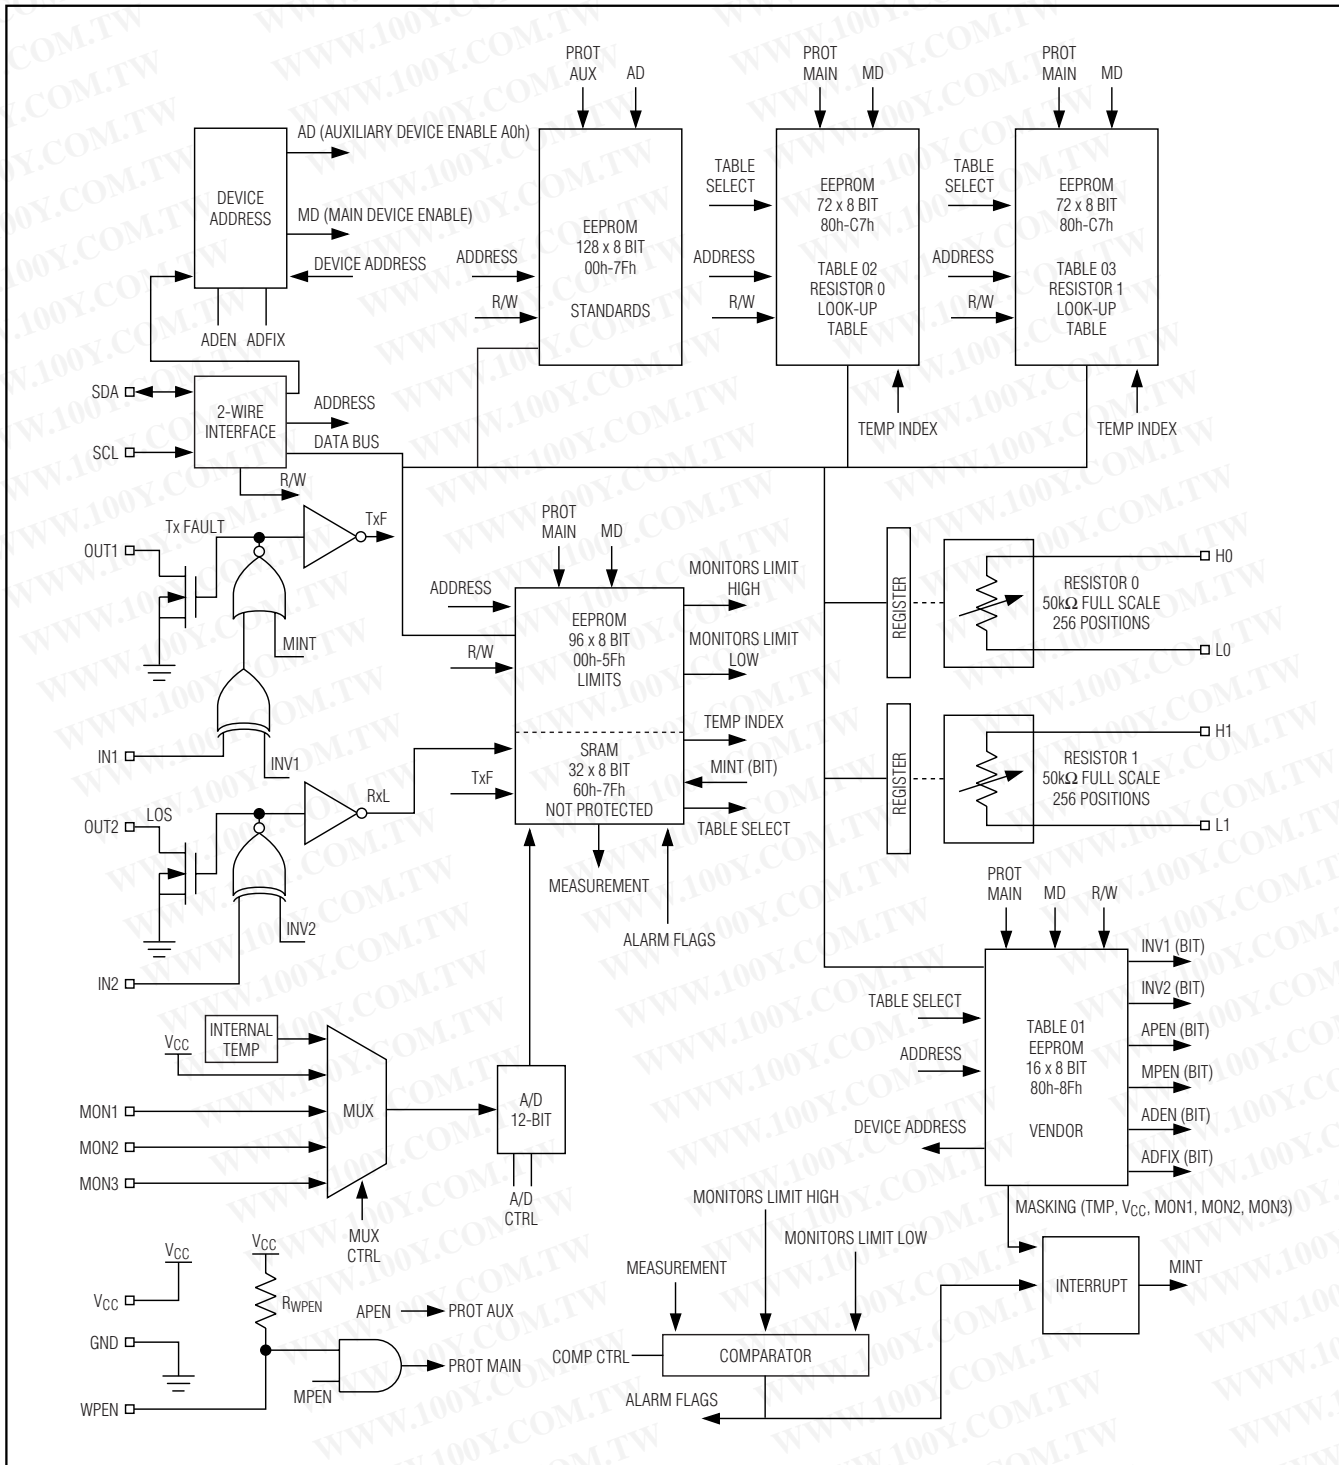 PROT
AUX
AD
PROT
MAIN
MD
PROT
MAIN
MD
AD (AUXILIARY DEVICE ENABLE A0h)
DEVICE
ADDRESS
MD (MAIN DEVICE ENABLE)
DEVICE ADDRESS
ADEN
ADFIX
ADDRESS
R/W
EEPROM
128 x 8 BIT
00h-7Fh
STANDARDS
TABLE
SELECT
ADDRESS
R/W
EEPROM
72 x 8 BIT
80h-C7h
TABLE 02
RESISTOR 0
LOOK-UP
TABLE
TEMP INDEX
TABLE
SELECT
ADDRESS
R/W
EEPROM
72 x 8 BIT
80h-C7h
TABLE 03
RESISTOR 1
LOOK-UP
TABLE
TEMP INDEX
SDA
SCL
2-WIRE
INTERFACE
ADDRESS
DATA BUS
R/W
Tx FAULT
TxF
OUT1
MINT
IN1
INV1
RxL
OUT2
LOS
INV2
IN2
PROT
MAIN
MD
ADDRESS
R/W
EEPROM
96 x 8 BIT
00h-5Fh
LIMITS
SRAM
32 x 8 BIT
60h-7Fh
NOT PROTECTED
TxF
MONITORS LIMIT
HIGH
MONITORS LIMIT
LOW
TEMP INDEX
MINT (BIT)
TABLE SELECT
MEASUREMENT
ALARM FLAGS
REGISTER
RESISTOR 0
50kΩ FULL SCALE
256 POSITIONS
H0
L0
REGISTER
RESISTOR 1
50kΩ FULL SCALE
256 POSITIONS
H1
L1
INTERNAL
TEMP
VCC
MON1
MON2
MON3
MUX
MUX
CTRL
A/D
12-BIT
A/D
CTRL
PROT
MAIN
MD
R/W
TABLE SELECT
ADDRESS
DEVICE ADDRESS
TABLE 01
EEPROM
16 x 8 BIT
80h-8Fh
VENDOR
INV1 (BIT)
INV2 (BIT)
APEN (BIT)
MPEN (BIT)
ADEN (BIT)
ADFIX (BIT)
MASKING (TMP, VCC, MON1, MON2, MON3)
INTERRUPT
MINT
MONITORS LIMIT HIGH
MONITORS LIMIT LOW
MEASUREMENT
COMP CTRL
COMPARATOR
ALARM FLAGS
VCC
VCC
GND
WPEN
VCC
RWPEN
APEN
PROT AUX
MPEN
PROT MAIN
WWW.100Y.COM.TW